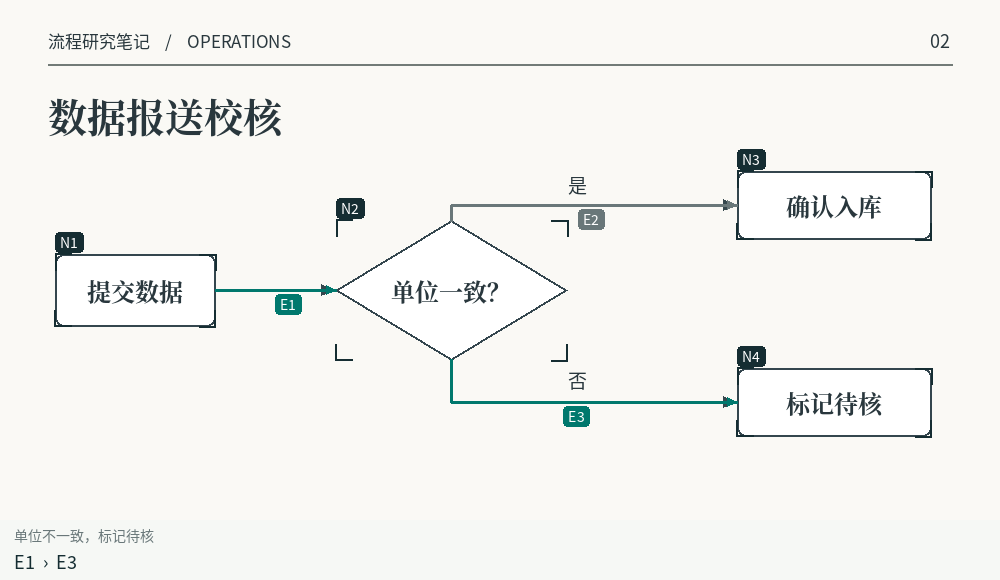 流程研究笔记 / OPERATIONS
02
数据报送校核
N1
提交数据
E1
N2
单位一致？
是
E2
N3
确认入库
否
E3
N4
标记待核
单位不一致，标记待核
E1 › E3